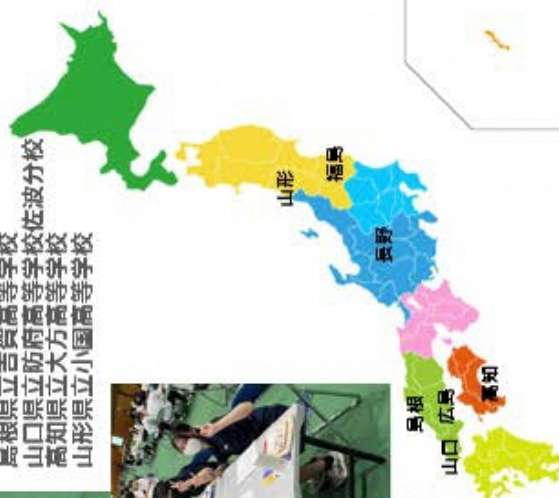 島根県立吉賀高等学校
山口県立防府高等学校佐波分校
高知県立大方高等学校
山形県立小国高等学校
山形
福島
長野
島根
広島
山口
高知